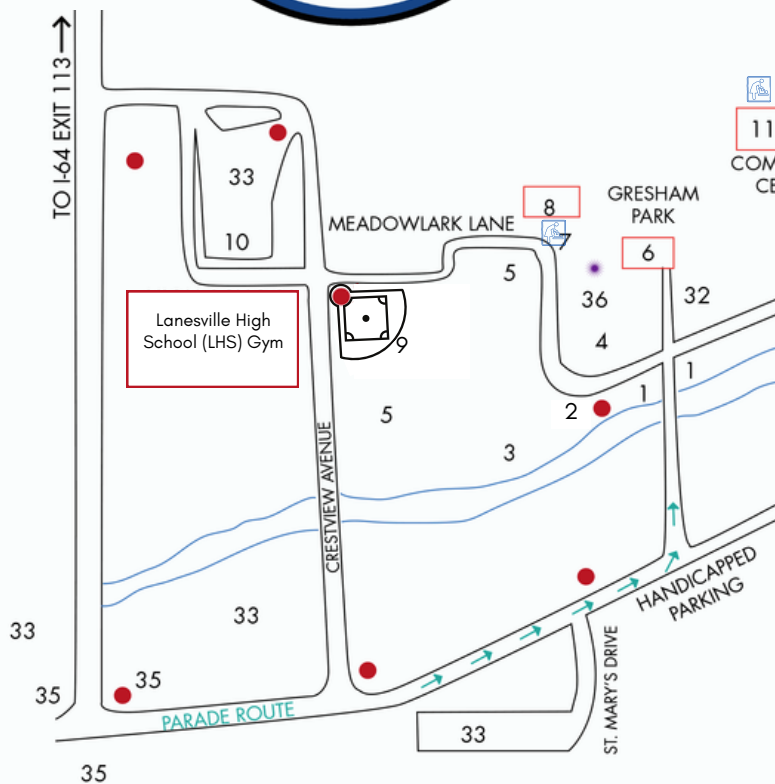 TO I-64 EXIT 113
11
33
GRESHAM
PARK
8
MEADOWLARK LANE
7
10
6
5
36
32
Lanesville High
School (LHS) Gym
4
9
1
1
2
5
3
CRESTVIEW AVENUE
HANDICAPPED
PARKING
33
33
35
35
ST. MARY'S DRIVE
PARADE ROUTE
33
35